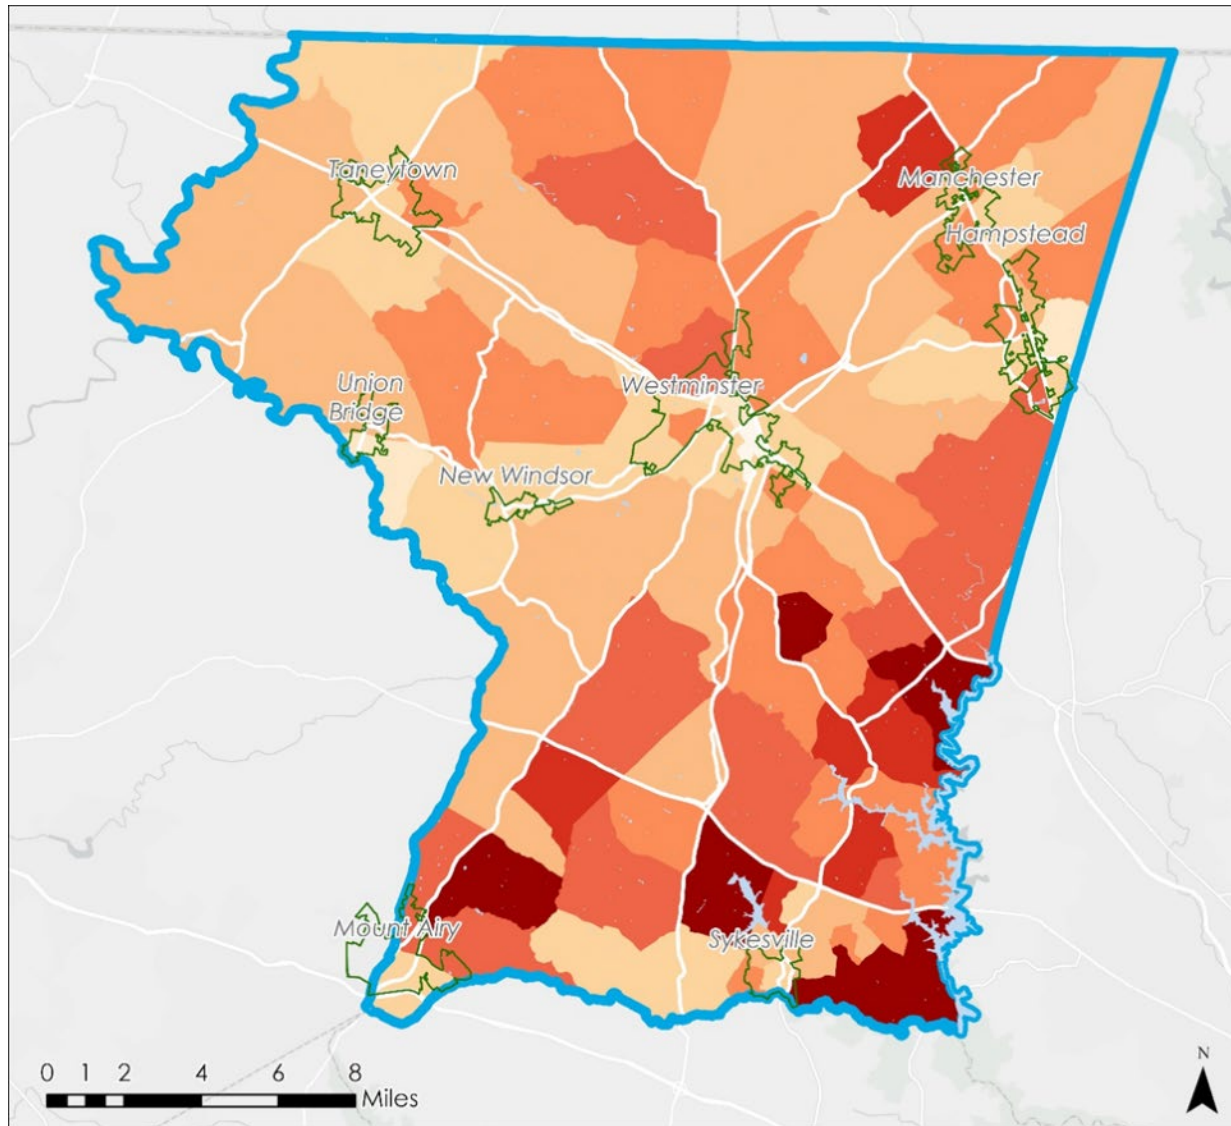 Taneytown
Manchester
Hampstead
Union
Bridge
Westminster
New Windsor
Mount Airy
Sykesville
0 1 2 4 6 8
Miles
N